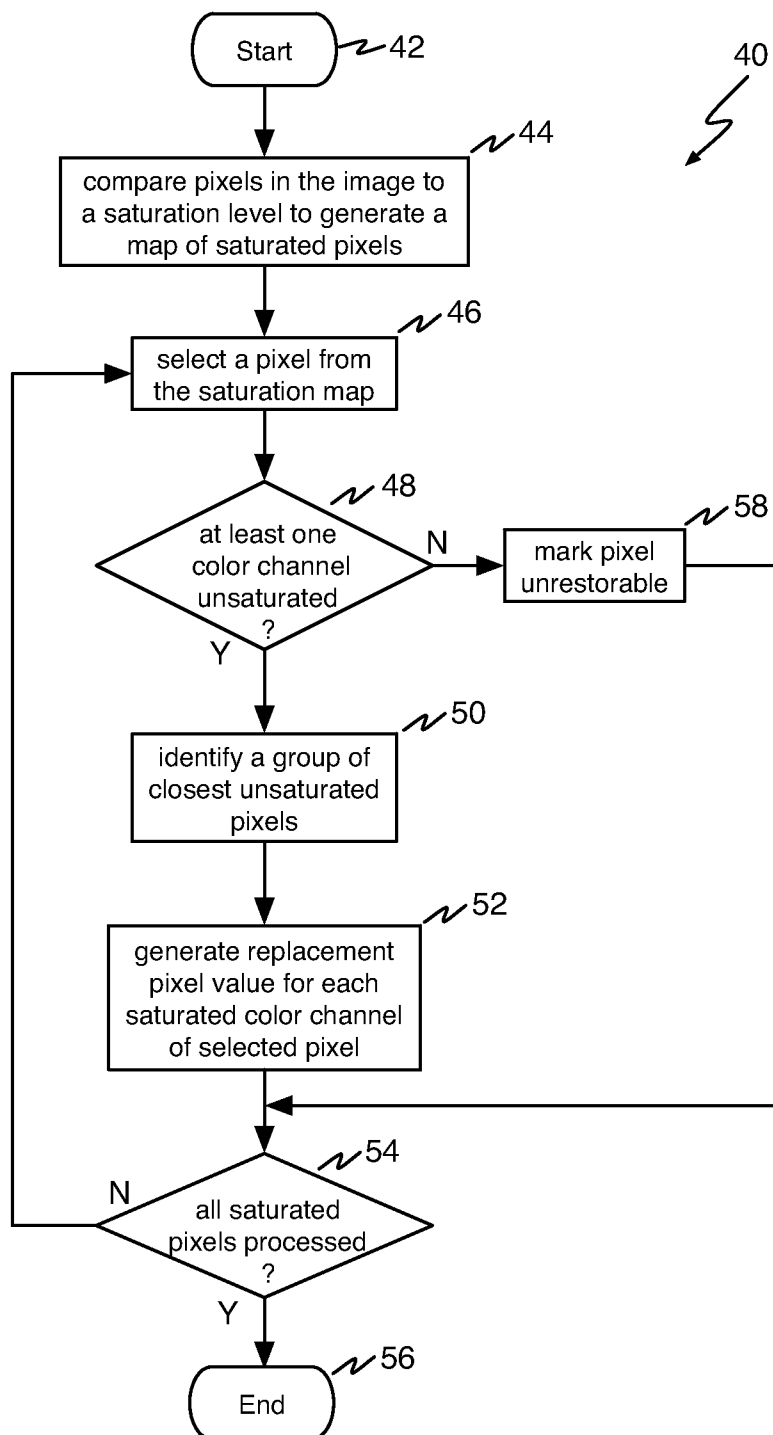 Start
42
40
44
compare pixels in the image to
a saturation level to generate a
map of saturated pixels
46
select a pixel from
the saturation map
48
at least one
color channel
unsaturated
?
N
Y
58
mark pixel
unrestorable
50
identify a group of
closest unsaturated
pixels
52
generate replacement
pixel value for each
saturated color channel
of selected pixel
54
N
all saturated
pixels processed
?
Y
56
End